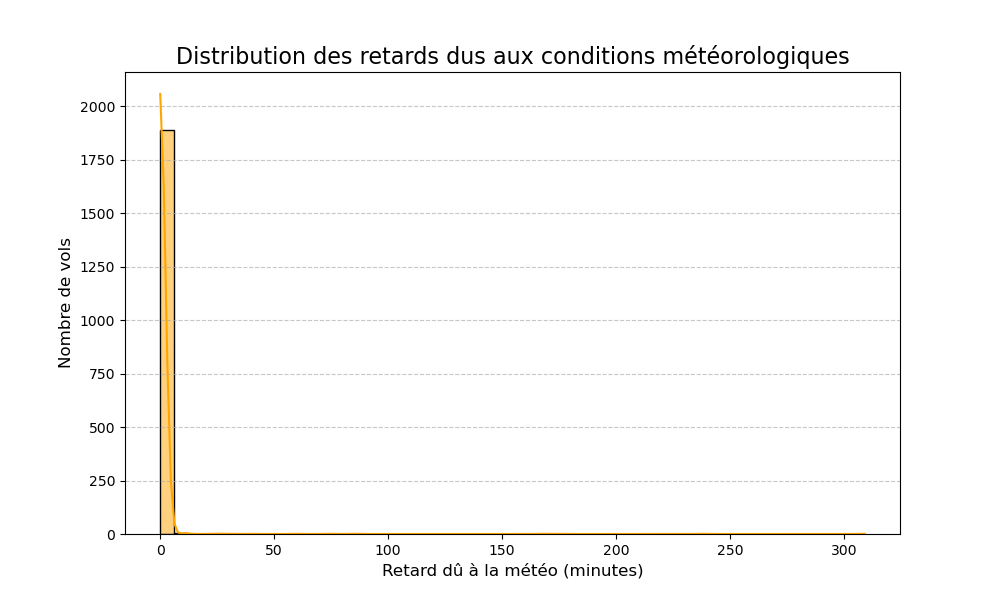 Distribution des retards dus aux conditions météorologiques
Nombre de vols
2000
1750
1500
1250
1000
750
500
250
0
0 50 100 150 200 250 300
Retard dû à la météo (minutes)